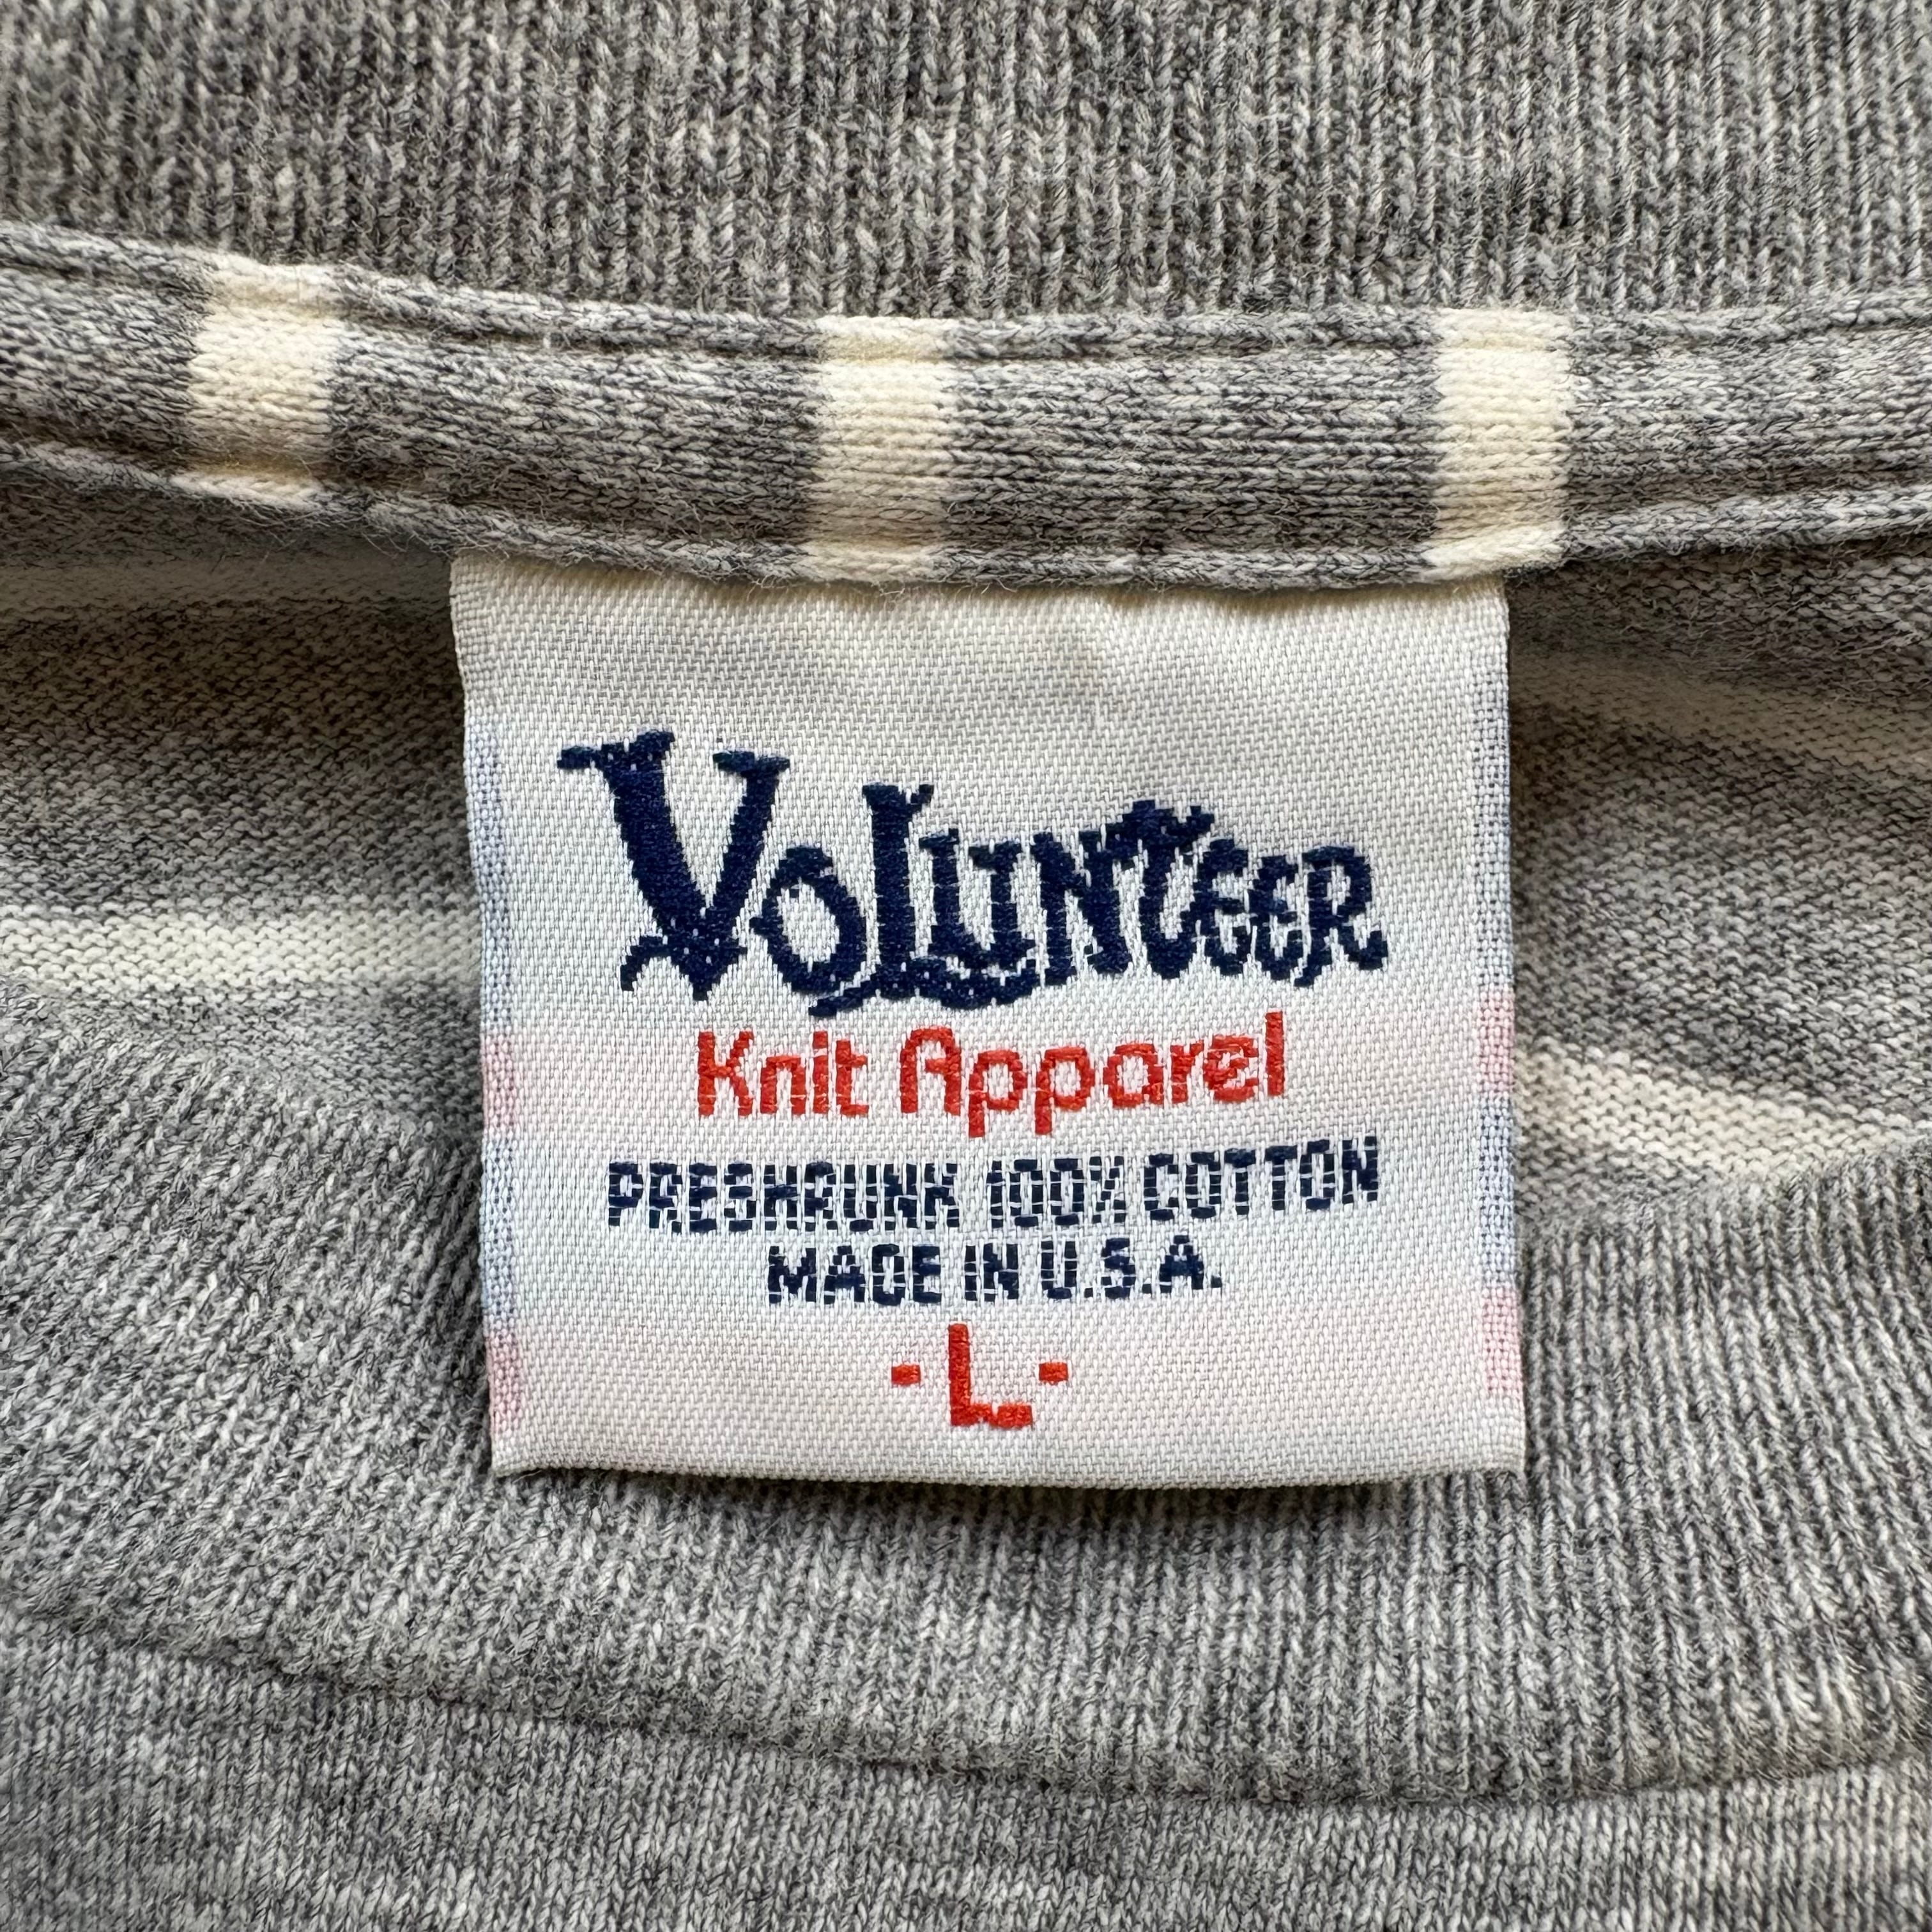 VOLUNTEER
Knit Apparel
PRESHRUNK 100% COTTON
MADE IN U.S.A.
-L-